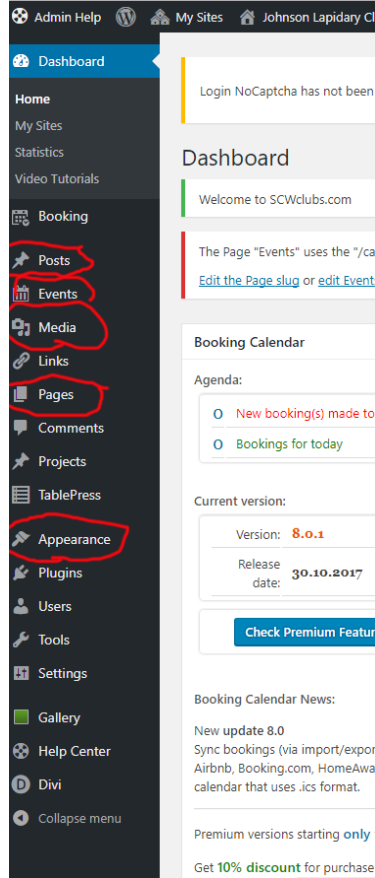 Admin Help My Sites Johnson Lapidary Cl
Dashboard
Home
My Sites
Statistics
Video Tutorials
Booking
Posts
Events
Media
Links
Pages
Comments
Projects
TablePress
Appearance
Plugins
Users
Tools
Settings
Gallery
Help Center
D Divi
Collapse menu
Login NoCaptcha has not been
Dashboard
Welcome to SCWclubs.com
The Page "Events" uses the "/ca
Edit the Page slug or edit Event
Booking Calendar
Agenda:
0 New booking(s) made to
0 Bookings for today
Current version:
Version: 8.0.1
Release
date: 30.10.2017
Check Premium Featur
Booking Calendar News:
New update 8.0
Sync bookings (via import/expor
Airbnb, Booking.com, HomeAwa
calendar that uses .ics format.
Premium versions starting only
Get 10% discount for purchase